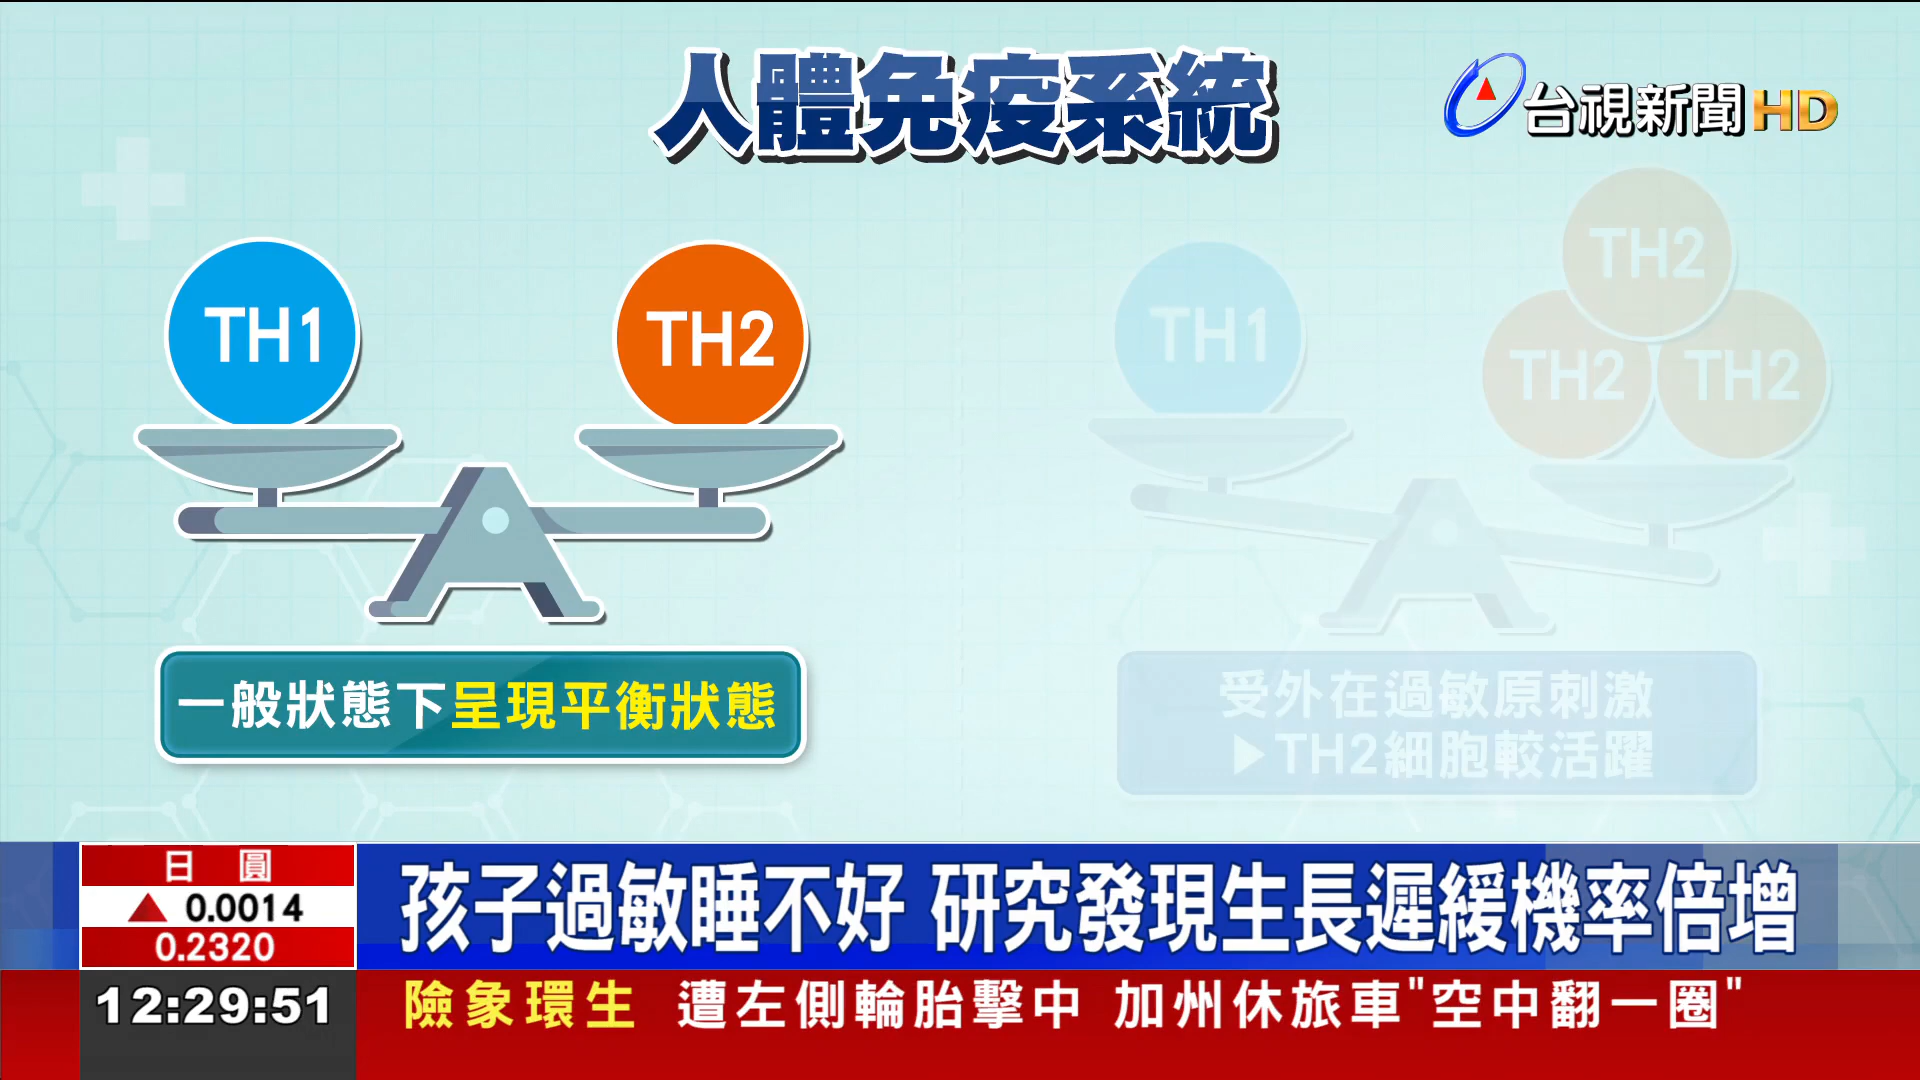 人體免疫系統
台視新聞HD
TH1
TH2
一般狀態下呈現平衡狀態
TH1
TH2
TH2
TH2
受外在過敏原刺激
▶TH2細胞較活躍
日 圓
▲ 0.0014
0.2320
孩子過敏睡不好 研究發現生長遲緩機率倍增
12:29:51
險象環生 遭左側輪胎擊中 加州休旅車"空中翻一圈"